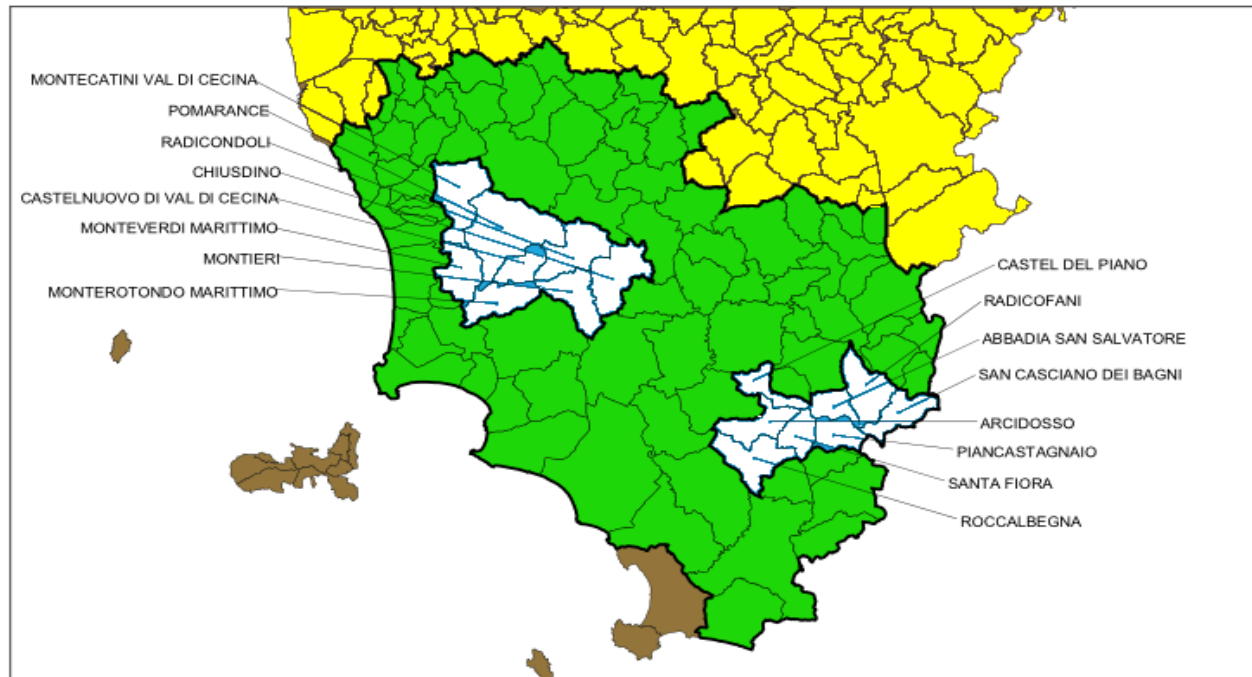 MONTECATINI VAL DI CECINA
POMARANCE
RADICONDOLI
CHIUSDINO
CASTELNUOVO DI VAL DI CECINA
MONTEVERDI MARITTIMO
MONTIERI
MONTEROTONDO MARITTIMO
CASTEL DEL PIANO
RADICOFANI
ABBADIA SAN SALVATORE
SAN CASCIANO DEI BAGNI
ARCIDOSSO
PIANCASTAGNAIO
SANTA FIORA
ROCCALBEGNA